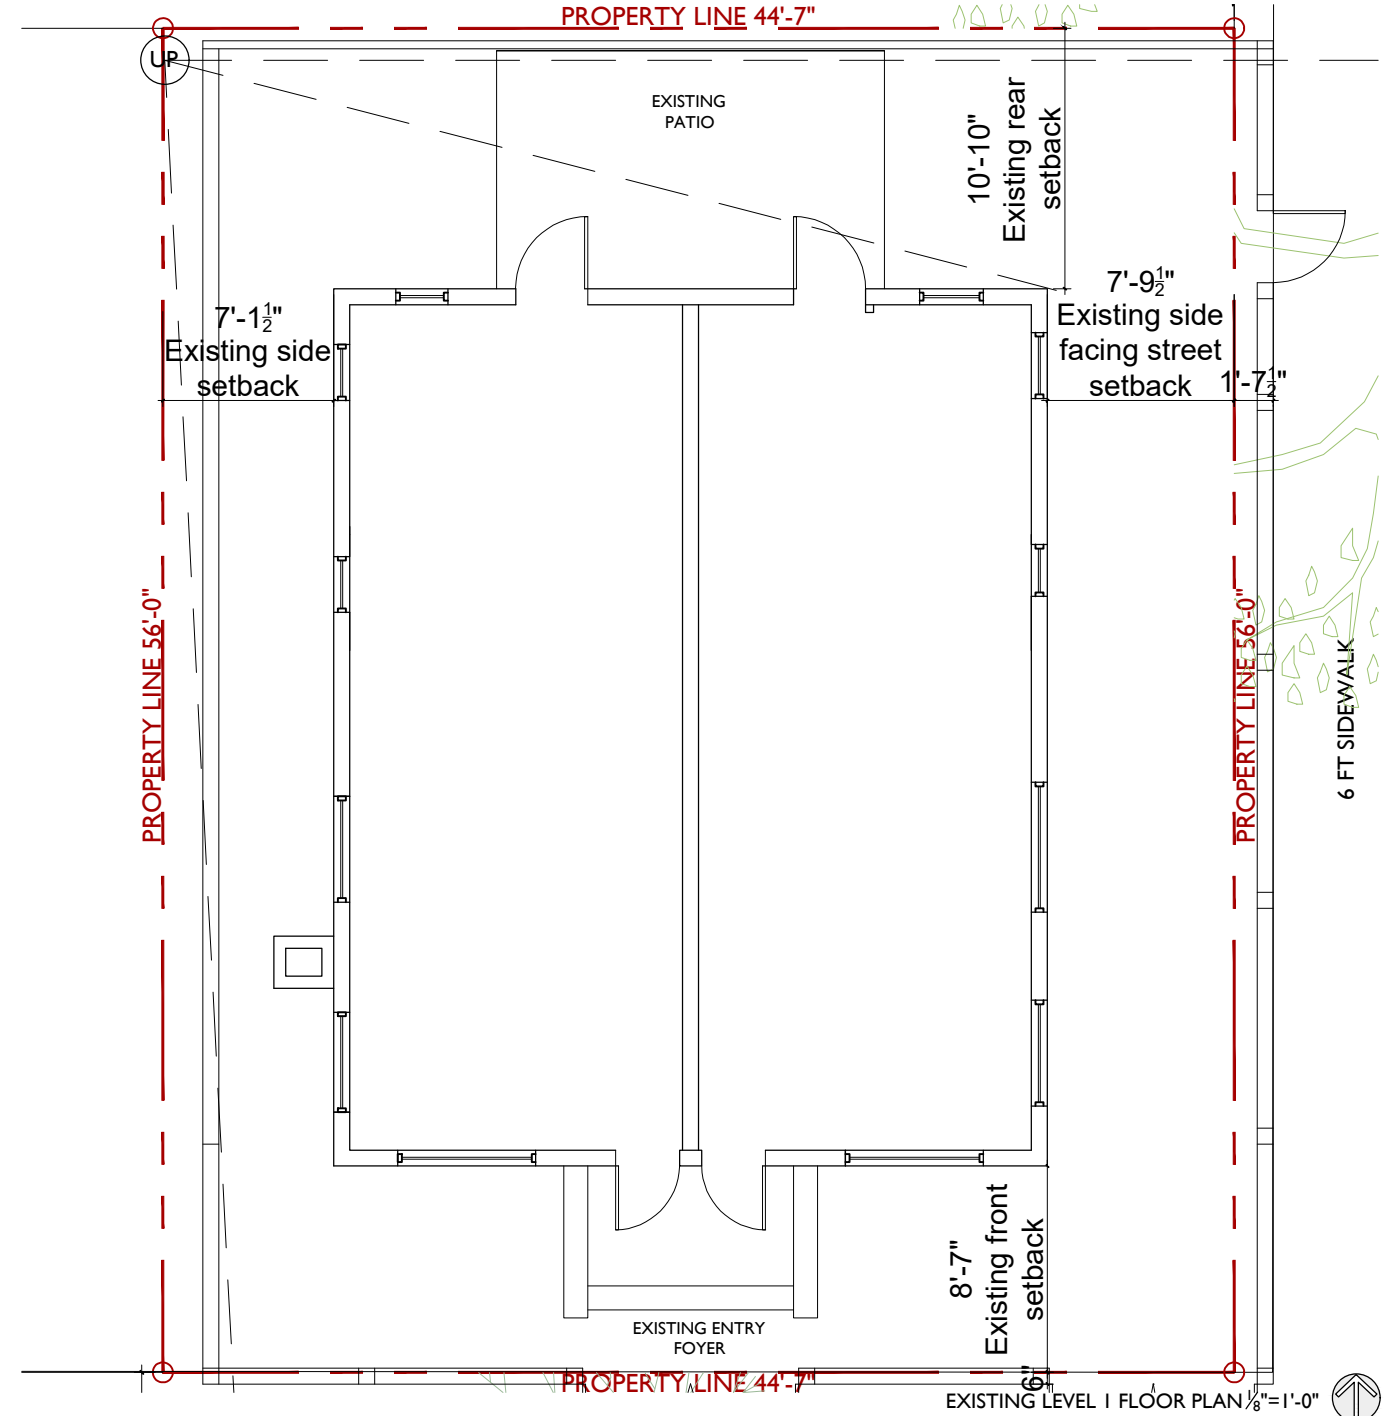 PROPERTY LINE 44'-7"
UP
EXISTING
PATIO
10'-10"
Existing rear
setback
7'-1½"
Existing side
setback
7'-9½"
Existing side
facing street
setback
1'-7½"
PROPERTY LINE 56'-0"
PROPERTY LINE 56'-0"
6 FT SIDEWALK
8'-7"
Existing front
setback
6"
EXISTING ENTRY
FOYER
PROPERTY LINE 44'-7"
EXISTING LEVEL 1 FLOOR PLAN ⅛"=1'-0"